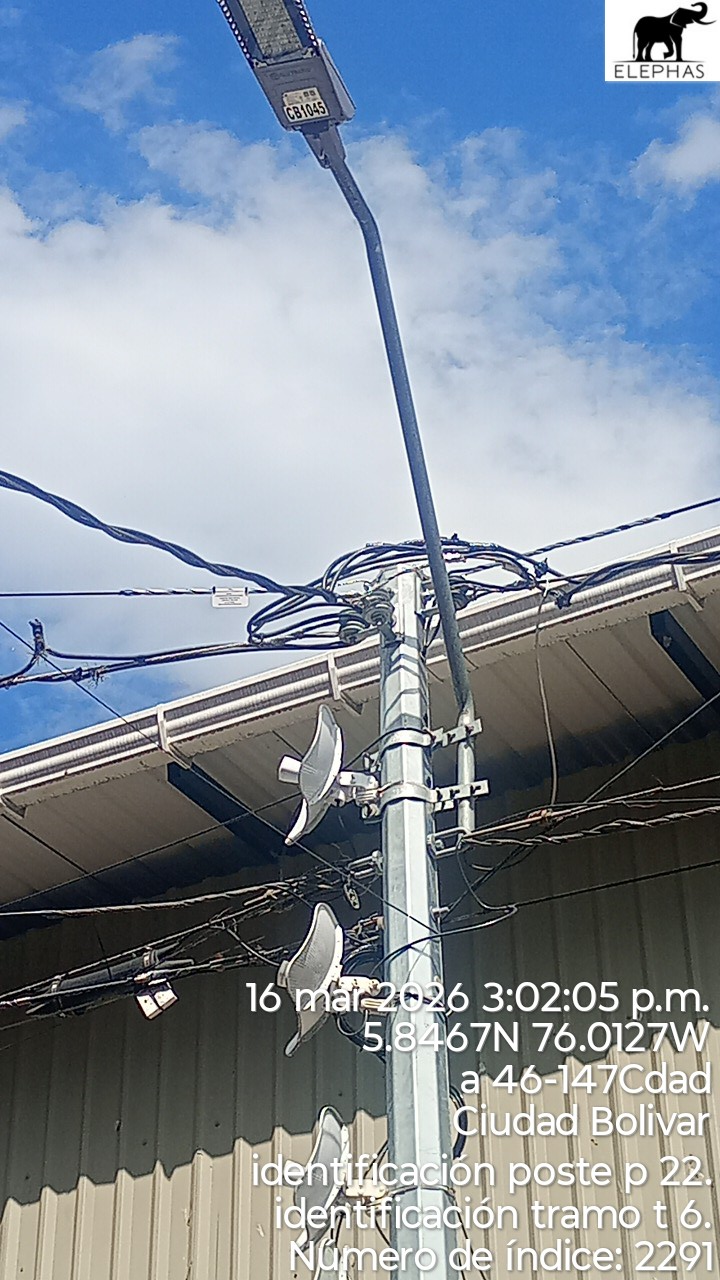 ELEPHAS
CB1045
16 mar 2026 3:02:05 p.m.
5.8467N 76.0127W
a 46-147Cdad
Ciudad Bolivar
identificación poste p 22.
identificación tramo t 6.
Número de índice: 2291